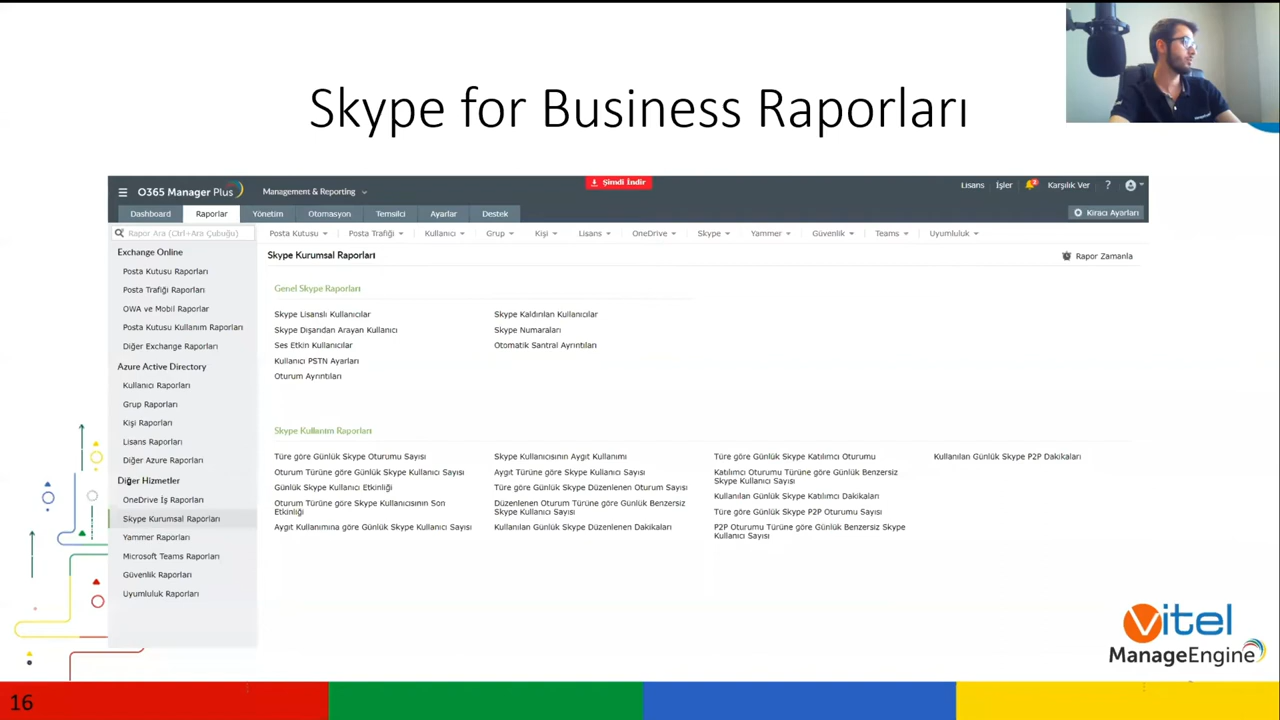 Skype for Business Raporları
O365 Manager Plus
Management & Reporting
Şimdi İndir
Lisans İşler 2 Karşılık Ver ?
Dashboard Raporlar Yönetim Otomasyon Temsilci Ayarlar Destek
Kiracı Ayarları
Rapor Ara (Ctrl+Ara Çubuğu)
Posta Kutusu Posta Trafiği Kullanıcı Grup Kişi Lisans OneDrive Skype Yammer Güvenlik Teams Uyumluluk
Exchange Online
Posta Kutusu Raporları
Posta Trafiği Raporları
OWA ve Mobil Raporlar
Posta Kutusu Kullanım Raporları
Diğer Exchange Raporları
Azure Active Directory
Kullanıcı Raporları
Grup Raporları
Kişi Raporları
Lisans Raporları
Diğer Azure Raporları
Diğer Hizmetler
OneDrive İş Raporları
Skype Kurumsal Raporları
Yammer Raporları
Microsoft Teams Raporları
Güvenlik Raporları
Uyumluluk Raporları
Skype Kurumsal Raporları
Rapor Zamanla
Genel Skype Raporları
Skype Lisanslı Kullanıcılar
Skype Dışarıdan Arayan Kullanıcı
Ses Etkin Kullanıcılar
Kullanıcı PSTN Ayarları
Oturum Ayrıntıları
Skype Kaldırılan Kullanıcılar
Skype Numaraları
Otomatik Santral Ayrıntıları
Skype Kullanım Raporları
Türe göre Günlük Skype Oturumu Sayısı
Oturum Türüne göre Günlük Skype Kullanıcı Sayısı
Günlük Skype Kullanıcı Etkinliği
Oturum Türüne göre Skype Kullanıcısının Son
Etkinliği
Aygıt Kullanımına göre Günlük Skype Kullanıcı Sayısı
Skype Kullanıcısının Aygıt Kullanımı
Aygıt Türüne göre Skype Kullanıcı Sayısı
Türe göre Günlük Skype Düzenlenen Oturum Sayısı
Düzenlenen Oturum Türüne göre Günlük Benzersiz
Skype Kullanıcı Sayısı
Kullanılan Günlük Skype Düzenlenen Dakikaları
Türe göre Günlük Skype Katılımcı Oturumu
Katılımcı Oturumu Türüne göre Günlük Benzersiz
Skype Kullanıcı Sayısı
Kullanılan Günlük Skype Katılımcı Dakikaları
Türe göre Günlük Skype P2P Oturumu Sayısı
P2P Oturumu Türüne göre Günlük Benzersiz Skype
Kullanıcı Sayısı
Kullanılan Günlük Skype P2P Dakikaları
vitel
ManageEngine
16